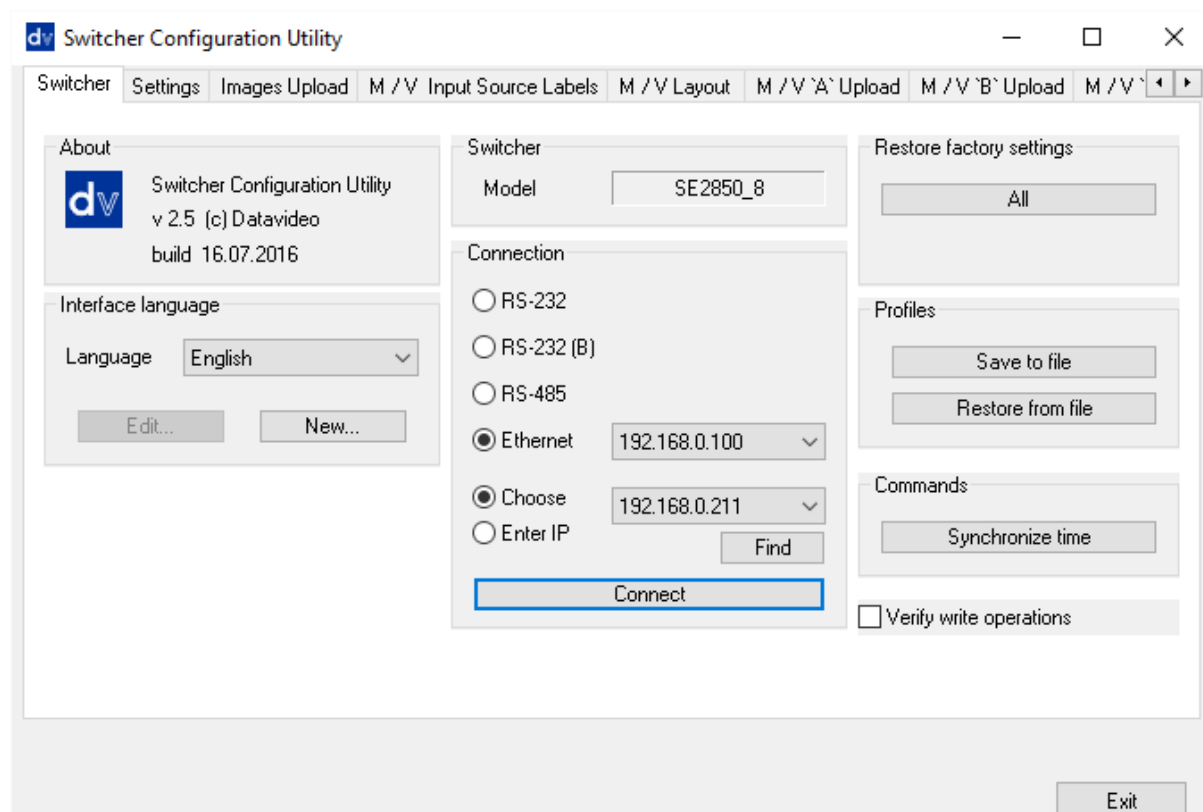 dv Switcher Configuration Utility
Switcher Settings Images Upload M / V Input Source Labels M / V Layout M / V `A` Upload M / V `B` Upload M / V `
About
dv
Switcher Configuration Utility
v 2.5 (c) Datavideo
build 16.07.2016
Interface language
Language English
Edit... New...
Switcher
Model SE2850_8
Connection
RS-232
RS-232 (B)
RS-485
Ethernet 192.168.0.100
Choose 192.168.0.211
Enter IP
Find
Connect
Restore factory settings
All
Profiles
Save to file
Restore from file
Commands
Synchronize time
Verify write operations
Exit